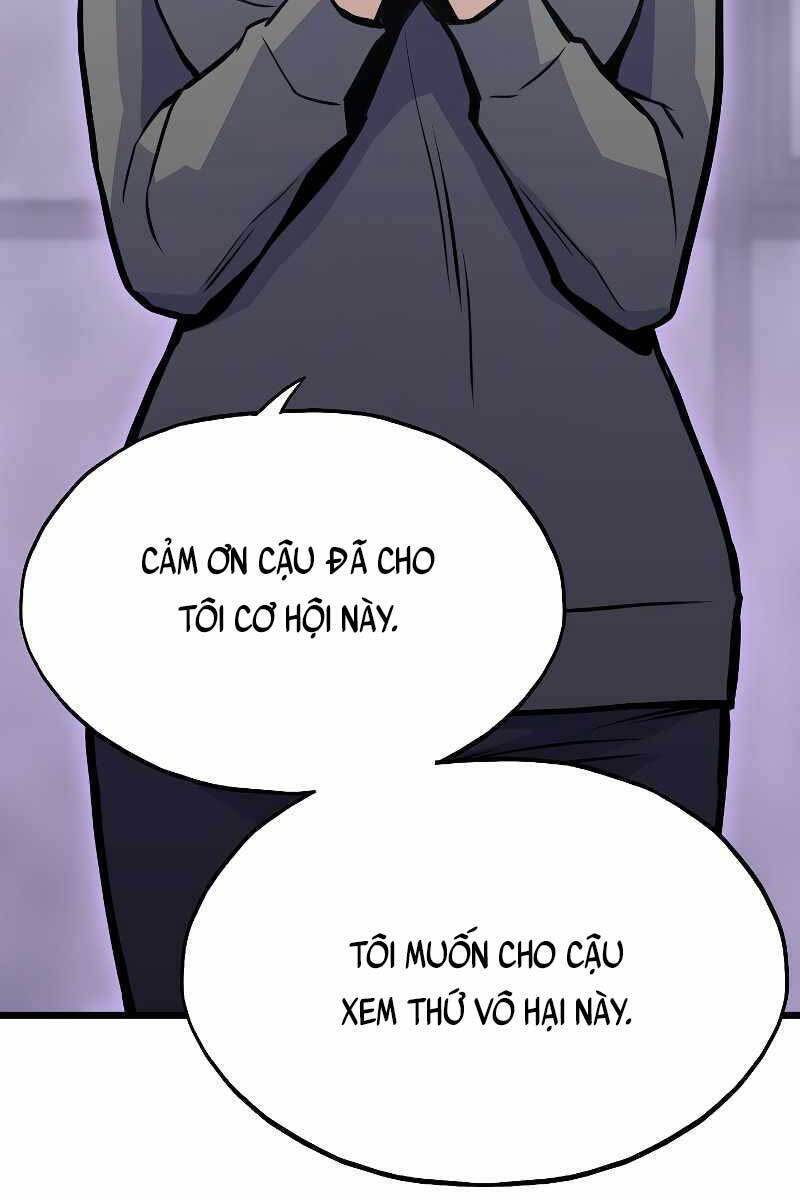 CẢM ƠN CẬU ĐÃ CHO
TÔI CƠ HỘI NÀY.
TÔI MUỐN CHO CẬU
XEM THỨ VÔ HẠI NÀY.